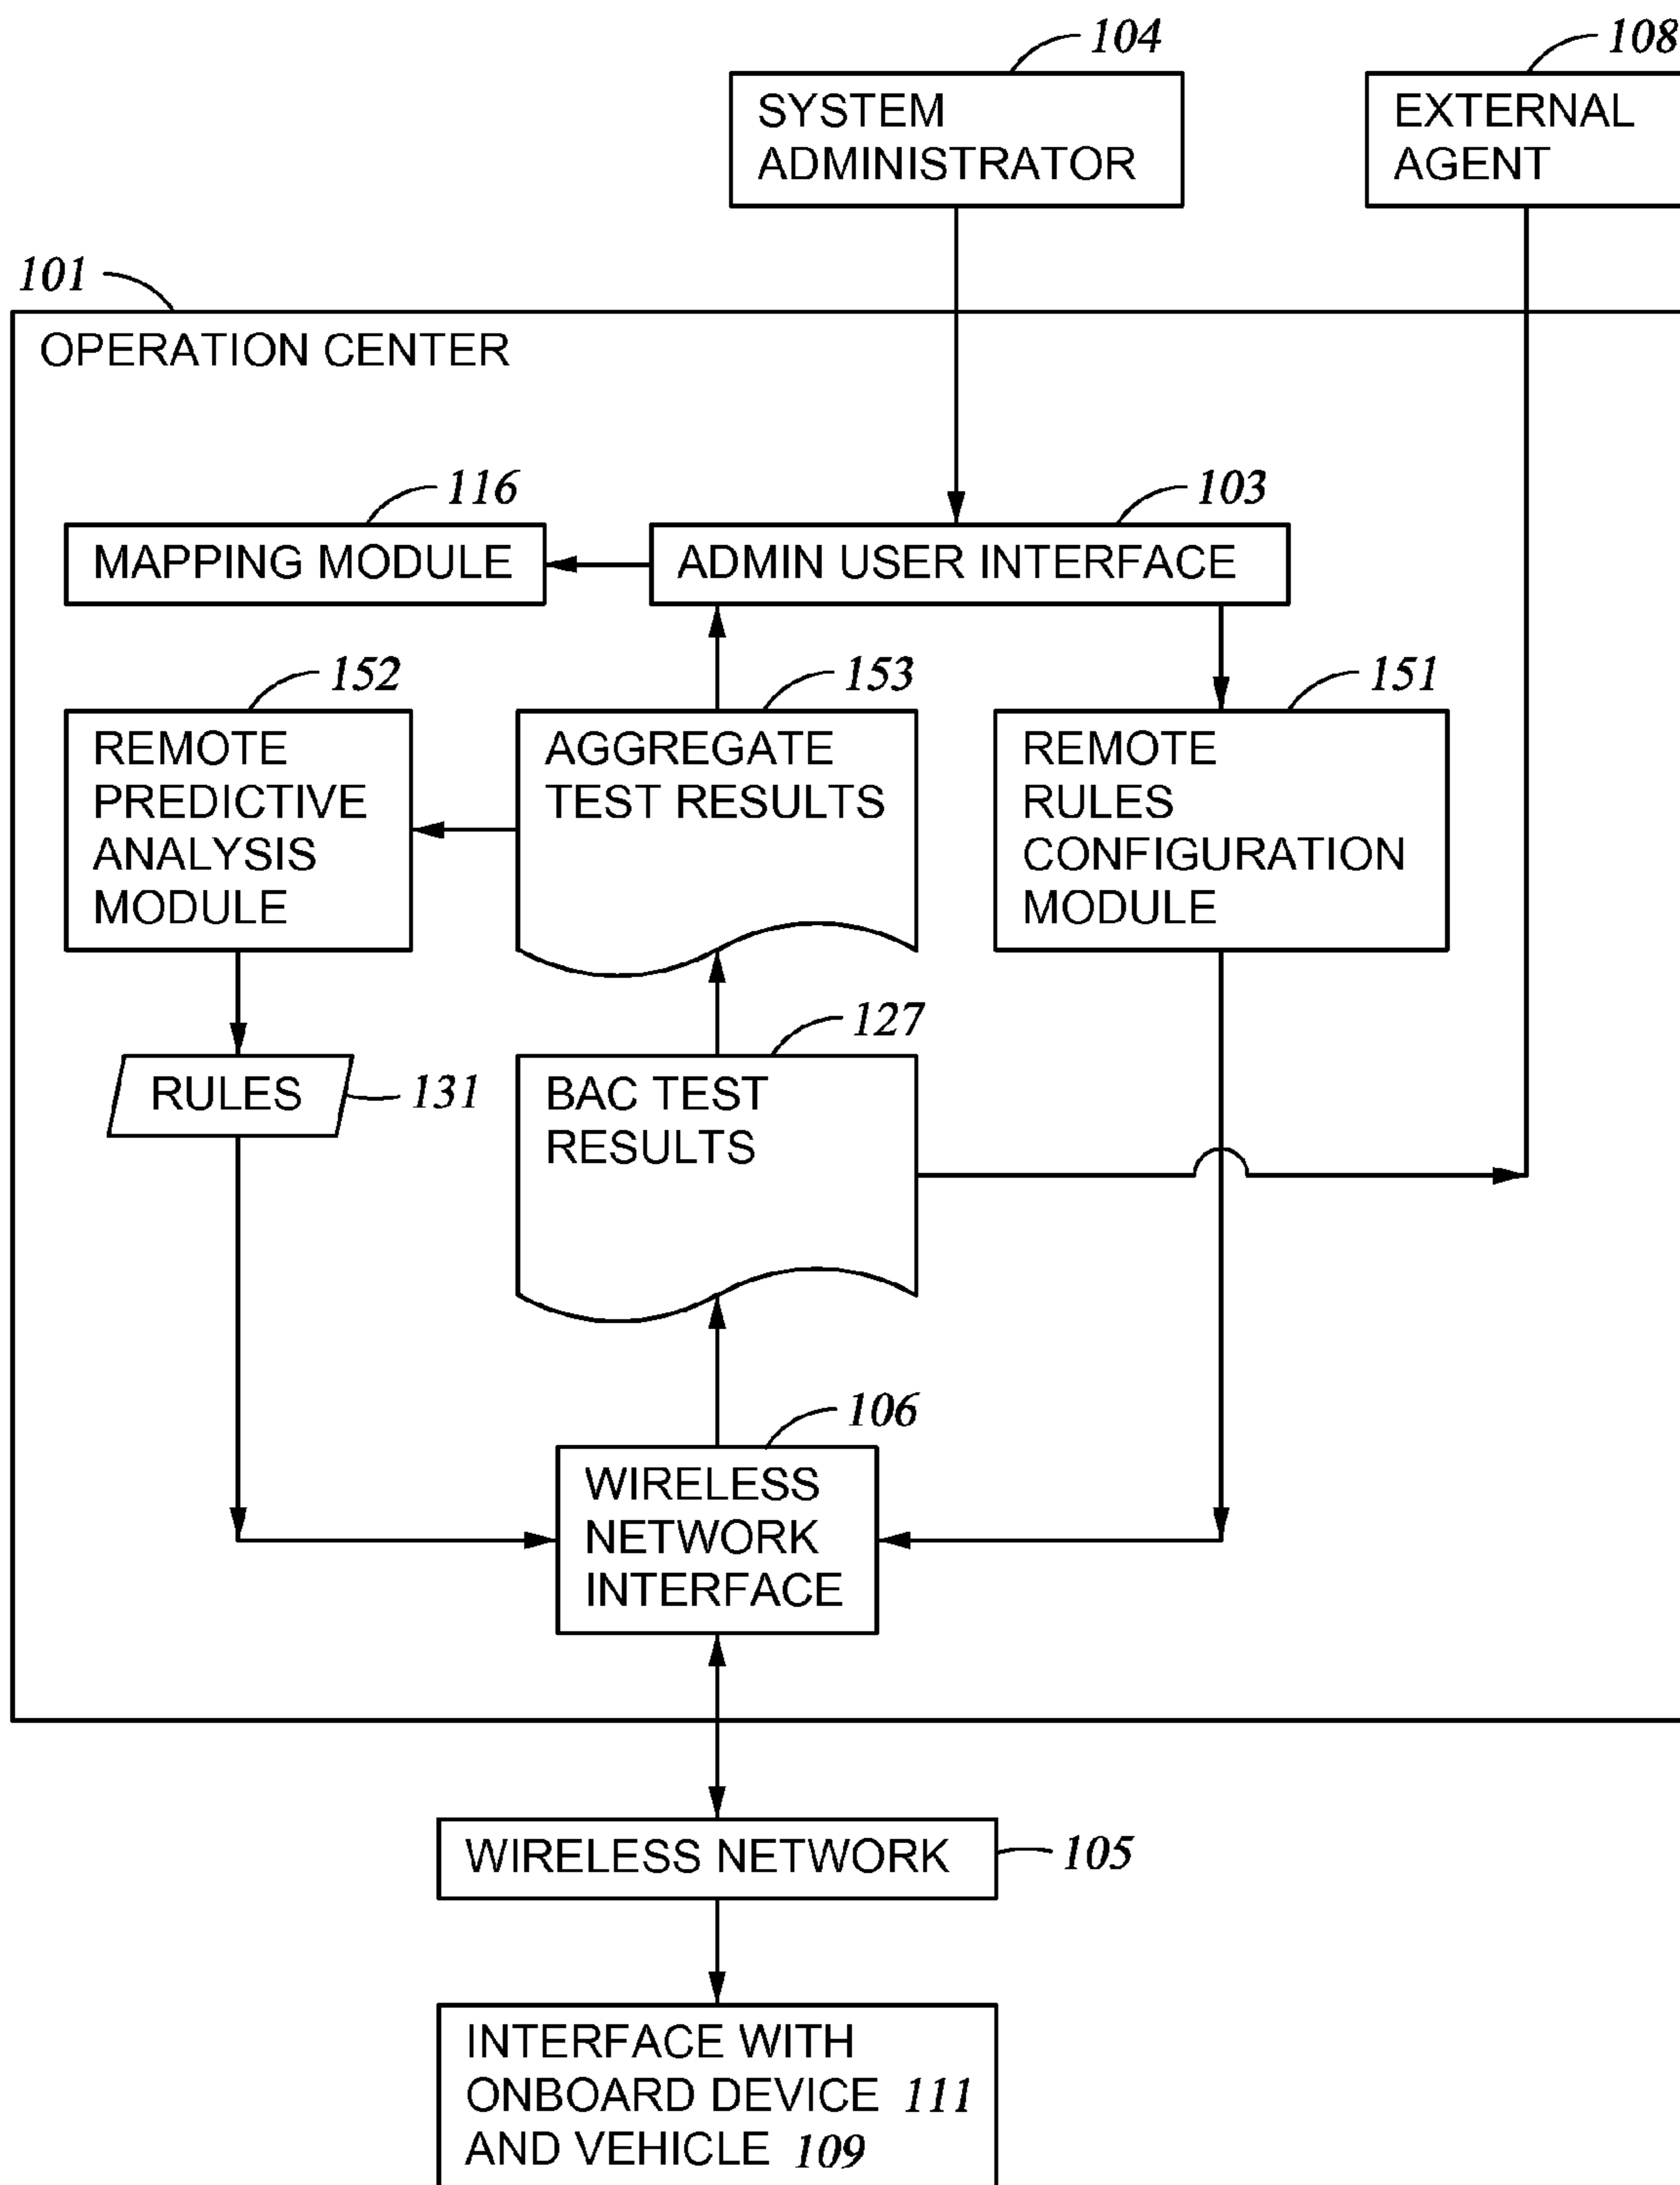 104
108
SYSTEM
ADMINISTRATOR
EXTERNAL
AGENT
101
OPERATION CENTER
116
103
MAPPING MODULE
ADMIN USER INTERFACE
152
153
151
REMOTE
PREDICTIVE
ANALYSIS
MODULE
AGGREGATE
TEST RESULTS
REMOTE
RULES
CONFIGURATION
MODULE
127
RULES
131
BAC TEST
RESULTS
106
WIRELESS
NETWORK
INTERFACE
WIRELESS NETWORK
105
INTERFACE WITH
ONBOARD DEVICE 111
AND VEHICLE 109